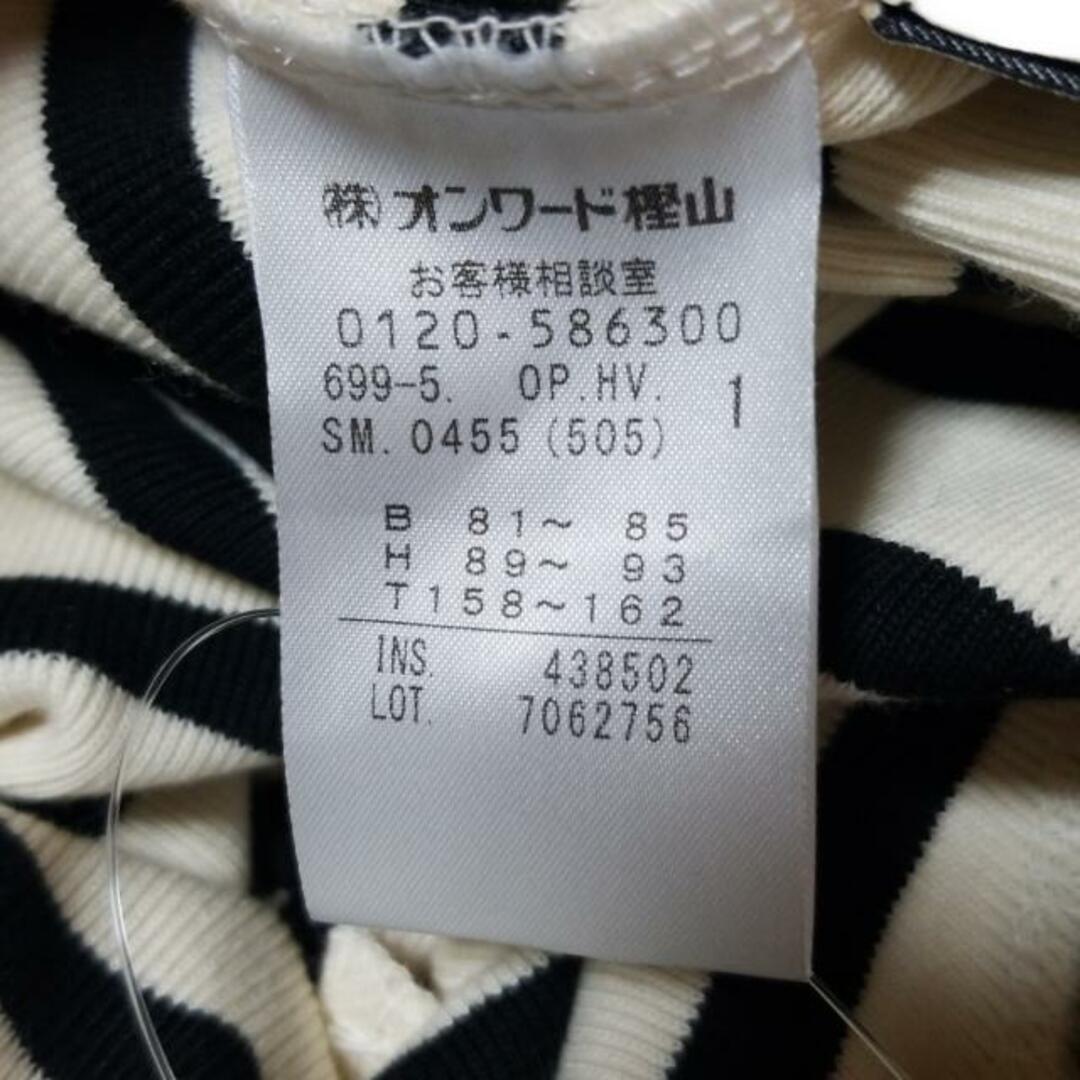 (株)オンワード樫山
お客様相談室
0120-586300
699-5. OP.HV. 1
SM. 0455 (505)
B 81~ 85
H 89~ 93
T158~162
INS. 438502
LOT. 7062756